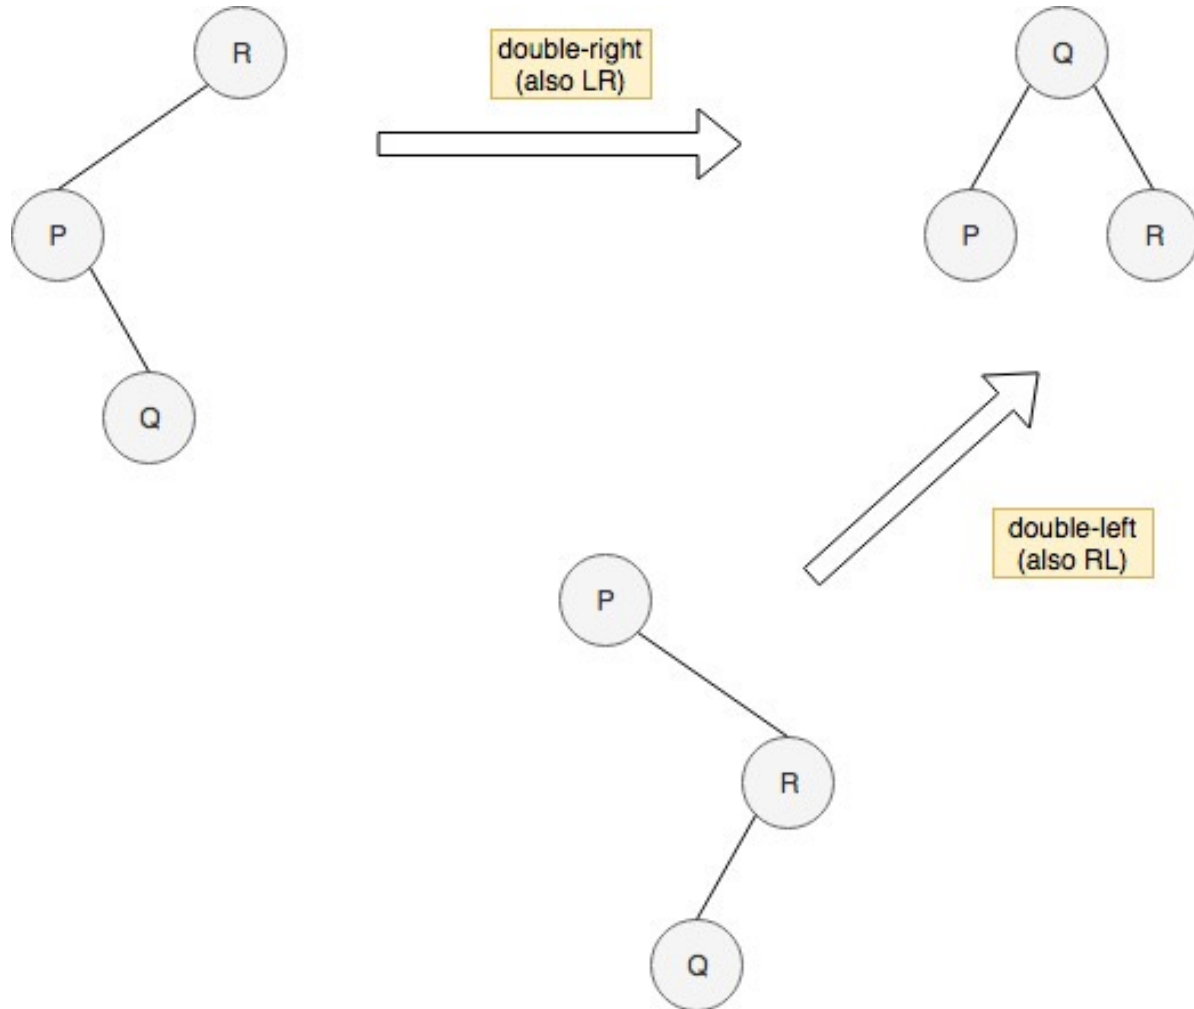 R
double-right
(also LR)
Q
P
P
R
Q
double-left
(also RL)
P
R
Q